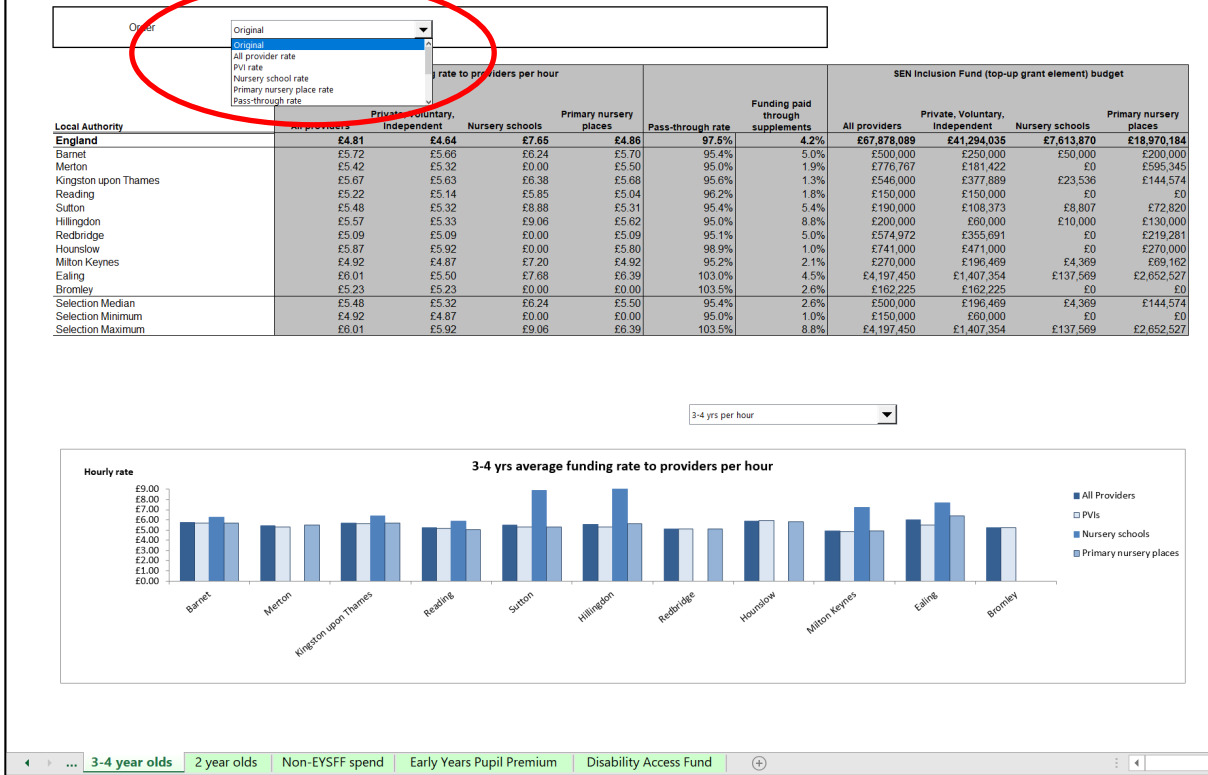 Order Original
Original
All provider rate
PVI rate
Nursery school rate
Primary nursery place rate
Pass-through rate
rate to providers per hour SEN Inclusion Fund (top-up grant element) budget
Local Authority All providers Private, Voluntary, Independent Nursery schools Primary nursery places Pass-through rate Funding paid through supplements All providers Private, Voluntary, Independent Nursery schools Primary nursery places
England £4.81 £4.64 £7.65 £4.86 97.5% 4.2% £67,878,089 £41,294,035 £7,613,870 £18,970,184
Barnet £5.72 £5.66 £6.24 £5.70 95.4% 5.0% £500,000 £250,000 £50,000 £200,000
Merton £5.42 £5.32 £0.00 £5.50 95.0% 1.9% £776,767 £181,422 £0 £595,345
Kingston upon Thames £5.67 £5.63 £6.38 £5.68 95.6% 1.3% £546,000 £377,889 £23,536 £144,574
Reading £5.22 £5.14 £5.85 £5.04 96.2% 1.8% £150,000 £150,000 £0 £0
Sutton £5.48 £5.32 £8.88 £5.31 95.4% 5.4% £190,000 £108,373 £8,807 £72,820
Hillingdon £5.57 £5.33 £9.06 £5.62 95.0% 8.8% £200,000 £60,000 £10,000 £130,000
Redbridge £5.09 £5.09 £0.00 £5.09 95.1% 5.0% £574,972 £355,691 £0 £219,281
Hounslow £5.87 £5.92 £0.00 £5.80 98.9% 1.0% £741,000 £471,000 £0 £270,000
Milton Keynes £4.92 £4.87 £7.20 £4.92 95.2% 2.1% £270,000 £196,469 £4,369 £69,162
Ealing £6.01 £5.50 £7.68 £6.39 103.0% 4.5% £4,197,450 £1,407,354 £137,569 £2,652,527
Bromley £5.23 £5.23 £0.00 £0.00 103.5% 2.6% £162,225 £162,225 £0 £0
Selection Median £5.48 £5.32 £6.24 £5.50 95.4% 2.6% £500,000 £196,469 £4,369 £144,574
Selection Minimum £4.92 £4.87 £0.00 £0.00 95.0% 1.0% £150,000 £60,000 £0 £0
Selection Maximum £6.01 £5.92 £9.06 £6.39 103.5% 8.8% £4,197,450 £1,407,354 £137,569 £2,652,527
3-4 yrs per hour
3-4 yrs average funding rate to providers per hour
Hourly rate
£9.00
£8.00
£7.00
£6.00
£5.00
£4.00
£3.00
£2.00
£1.00
£0.00
All Providers
PVIs
Nursery schools
Primary nursery places
Barnet
Merton
Kingston upon Thames
Reading
Sutton
Hillingdon
Redbridge
Hounslow
Milton Keynes
Ealing
Bromley
... 3-4 year olds 2 year olds Non-EYSFF spend Early Years Pupil Premium Disability Access Fund